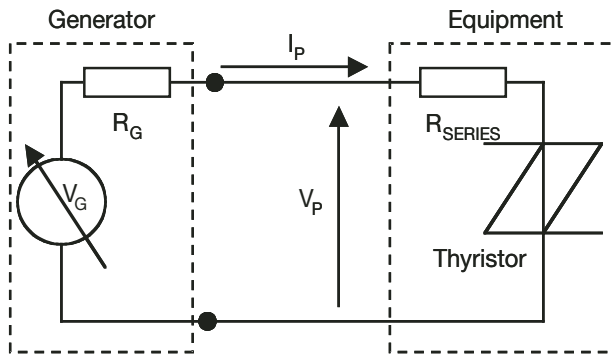 Generator
Equipment
I_P
R_G
R_SERIES
V_G
V_P
Thyristor